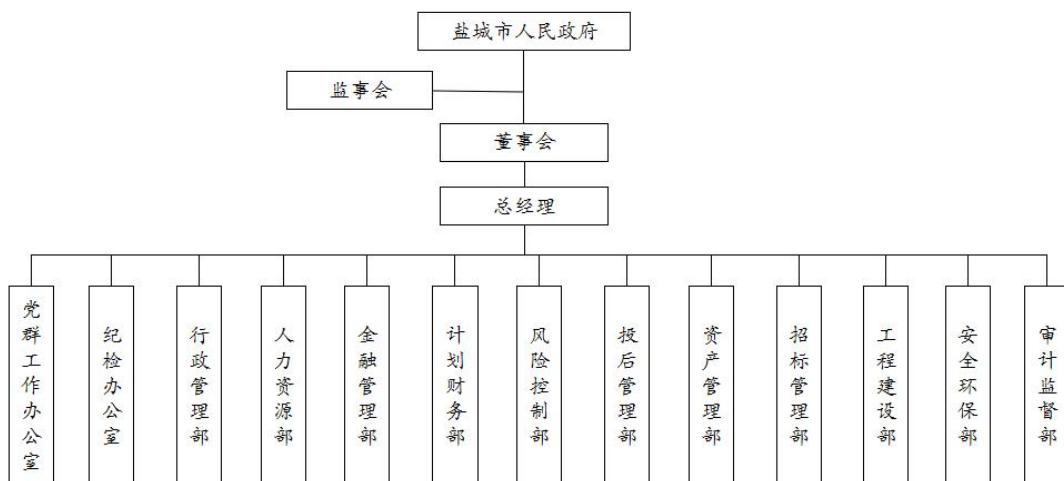 盐城市人民政府
监事会
董事会
总经理
党群工作办公室
纪检办公室
行政管理部
人力资源部
金融管理部
计划财务部
风险控制部
投后管理部
资产管理部
招标管理部
工程建设部
安全环保部
审计监督部